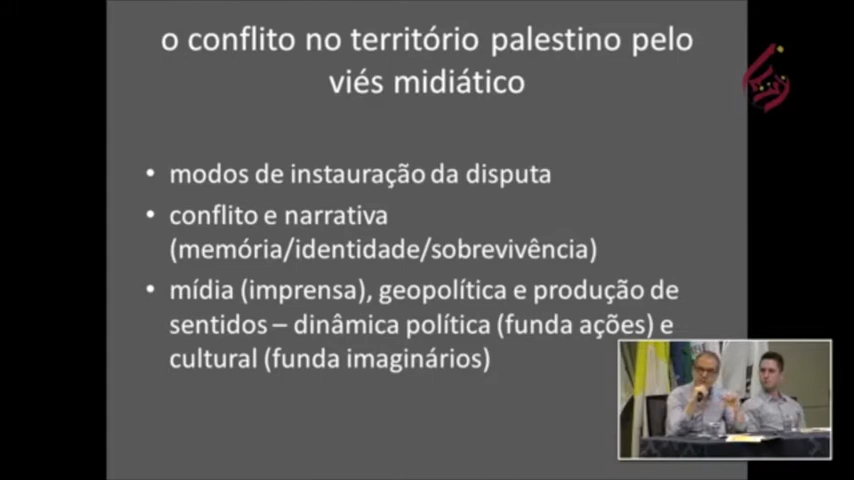 o conflito no território palestino pelo
viés midiático
• modos de instauração da disputa
• conflito e narrativa
(memória/identidade/sobrevivência)
• mídia (imprensa), geopolítica e produção de
sentidos – dinâmica política (funda ações) e
cultural (funda imaginários)